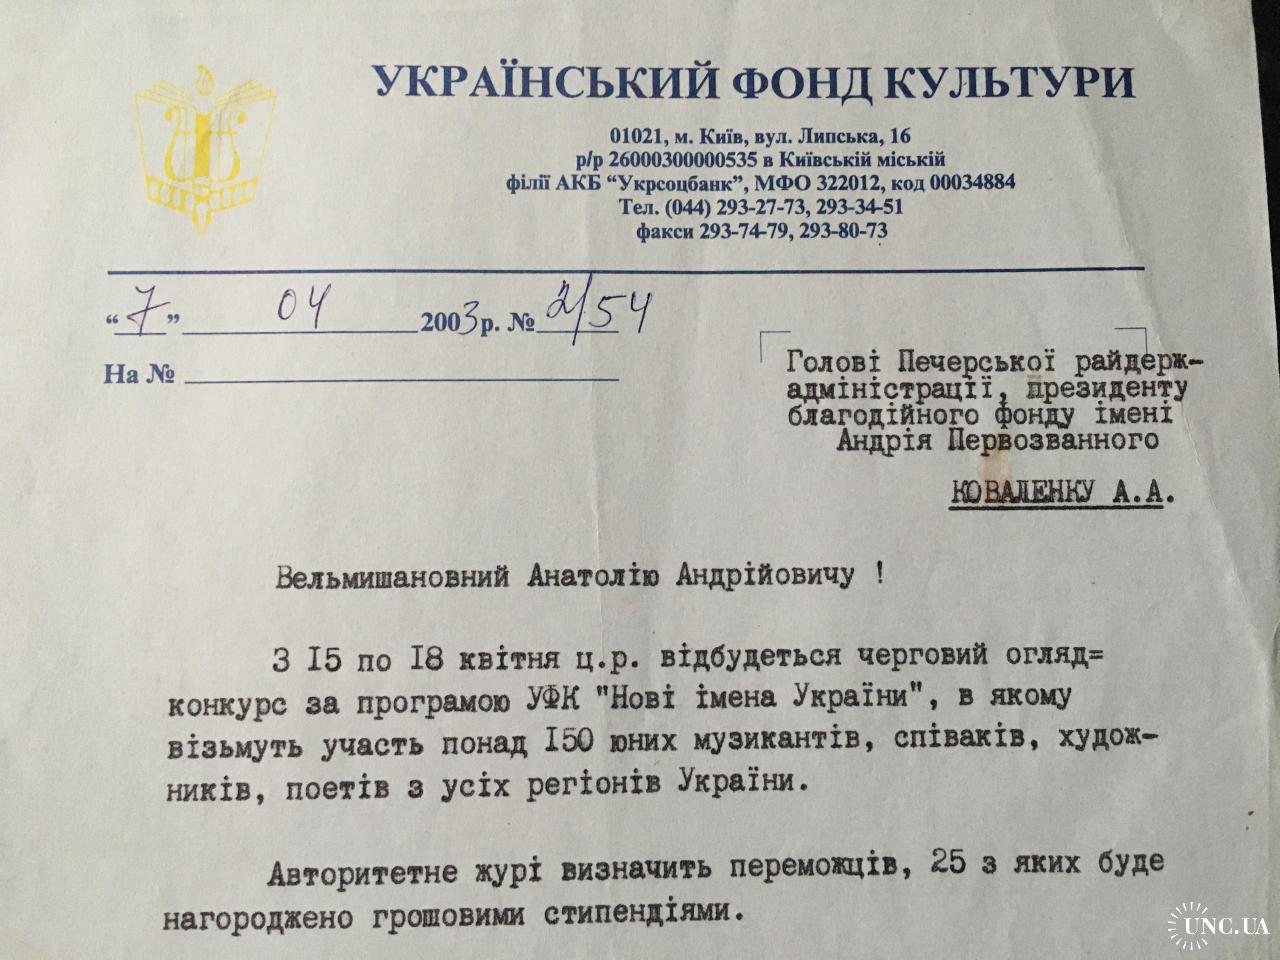 УКРАЇНСЬКИЙ ФОНД КУЛЬТУРИ
01021, м. Київ, вул. Липська, 16
р/р 26000300000535 в Київській міській
філії АКБ “Укрсоцбанк”, МФО 322012, код 00034884
Тел. (044) 293-27-73, 293-34-51
факси 293-74-79, 293-80-73
“7” 04 2003р. № 2/54
На №
Голові Печерської райдерж-
адміністрації, президенту
благодійного фонду імені
Андрія Первозванного
КОВАЛЕНКУ А.А.
Вельмишановний Анатолію Андрійовичу !
З 15 по 18 квітня ц.р. відбудеться черговий огляд=
конкурс за програмою УФК "Нові імена України", в якому
візьмуть участь понад 150 юних музикантів, співаків, худож-
ників, поетів з усіх регіонів України.
Авторитетне журі визначить переможців, 25 з яких буде
нагороджено грошовими стипендіями.
UNC.UA